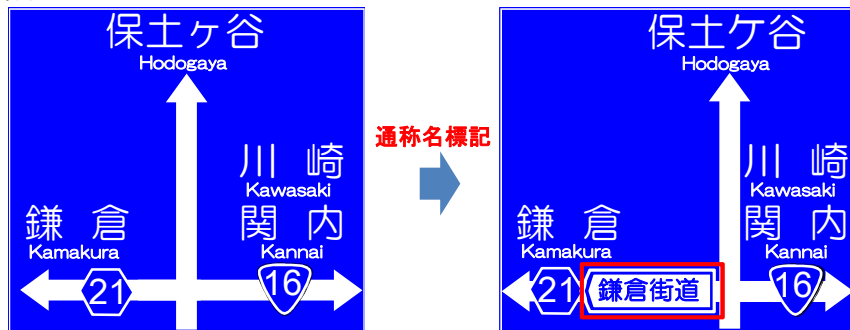 保土ヶ谷
Hodogaya
川崎
Kawasaki
関内
Kannai
鎌倉
Kamakura
21
16
通称名標記
保土ケ谷
Hodogaya
川崎
Kawasaki
関内
Kannai
鎌倉
Kamakura
21
鎌倉街道
16